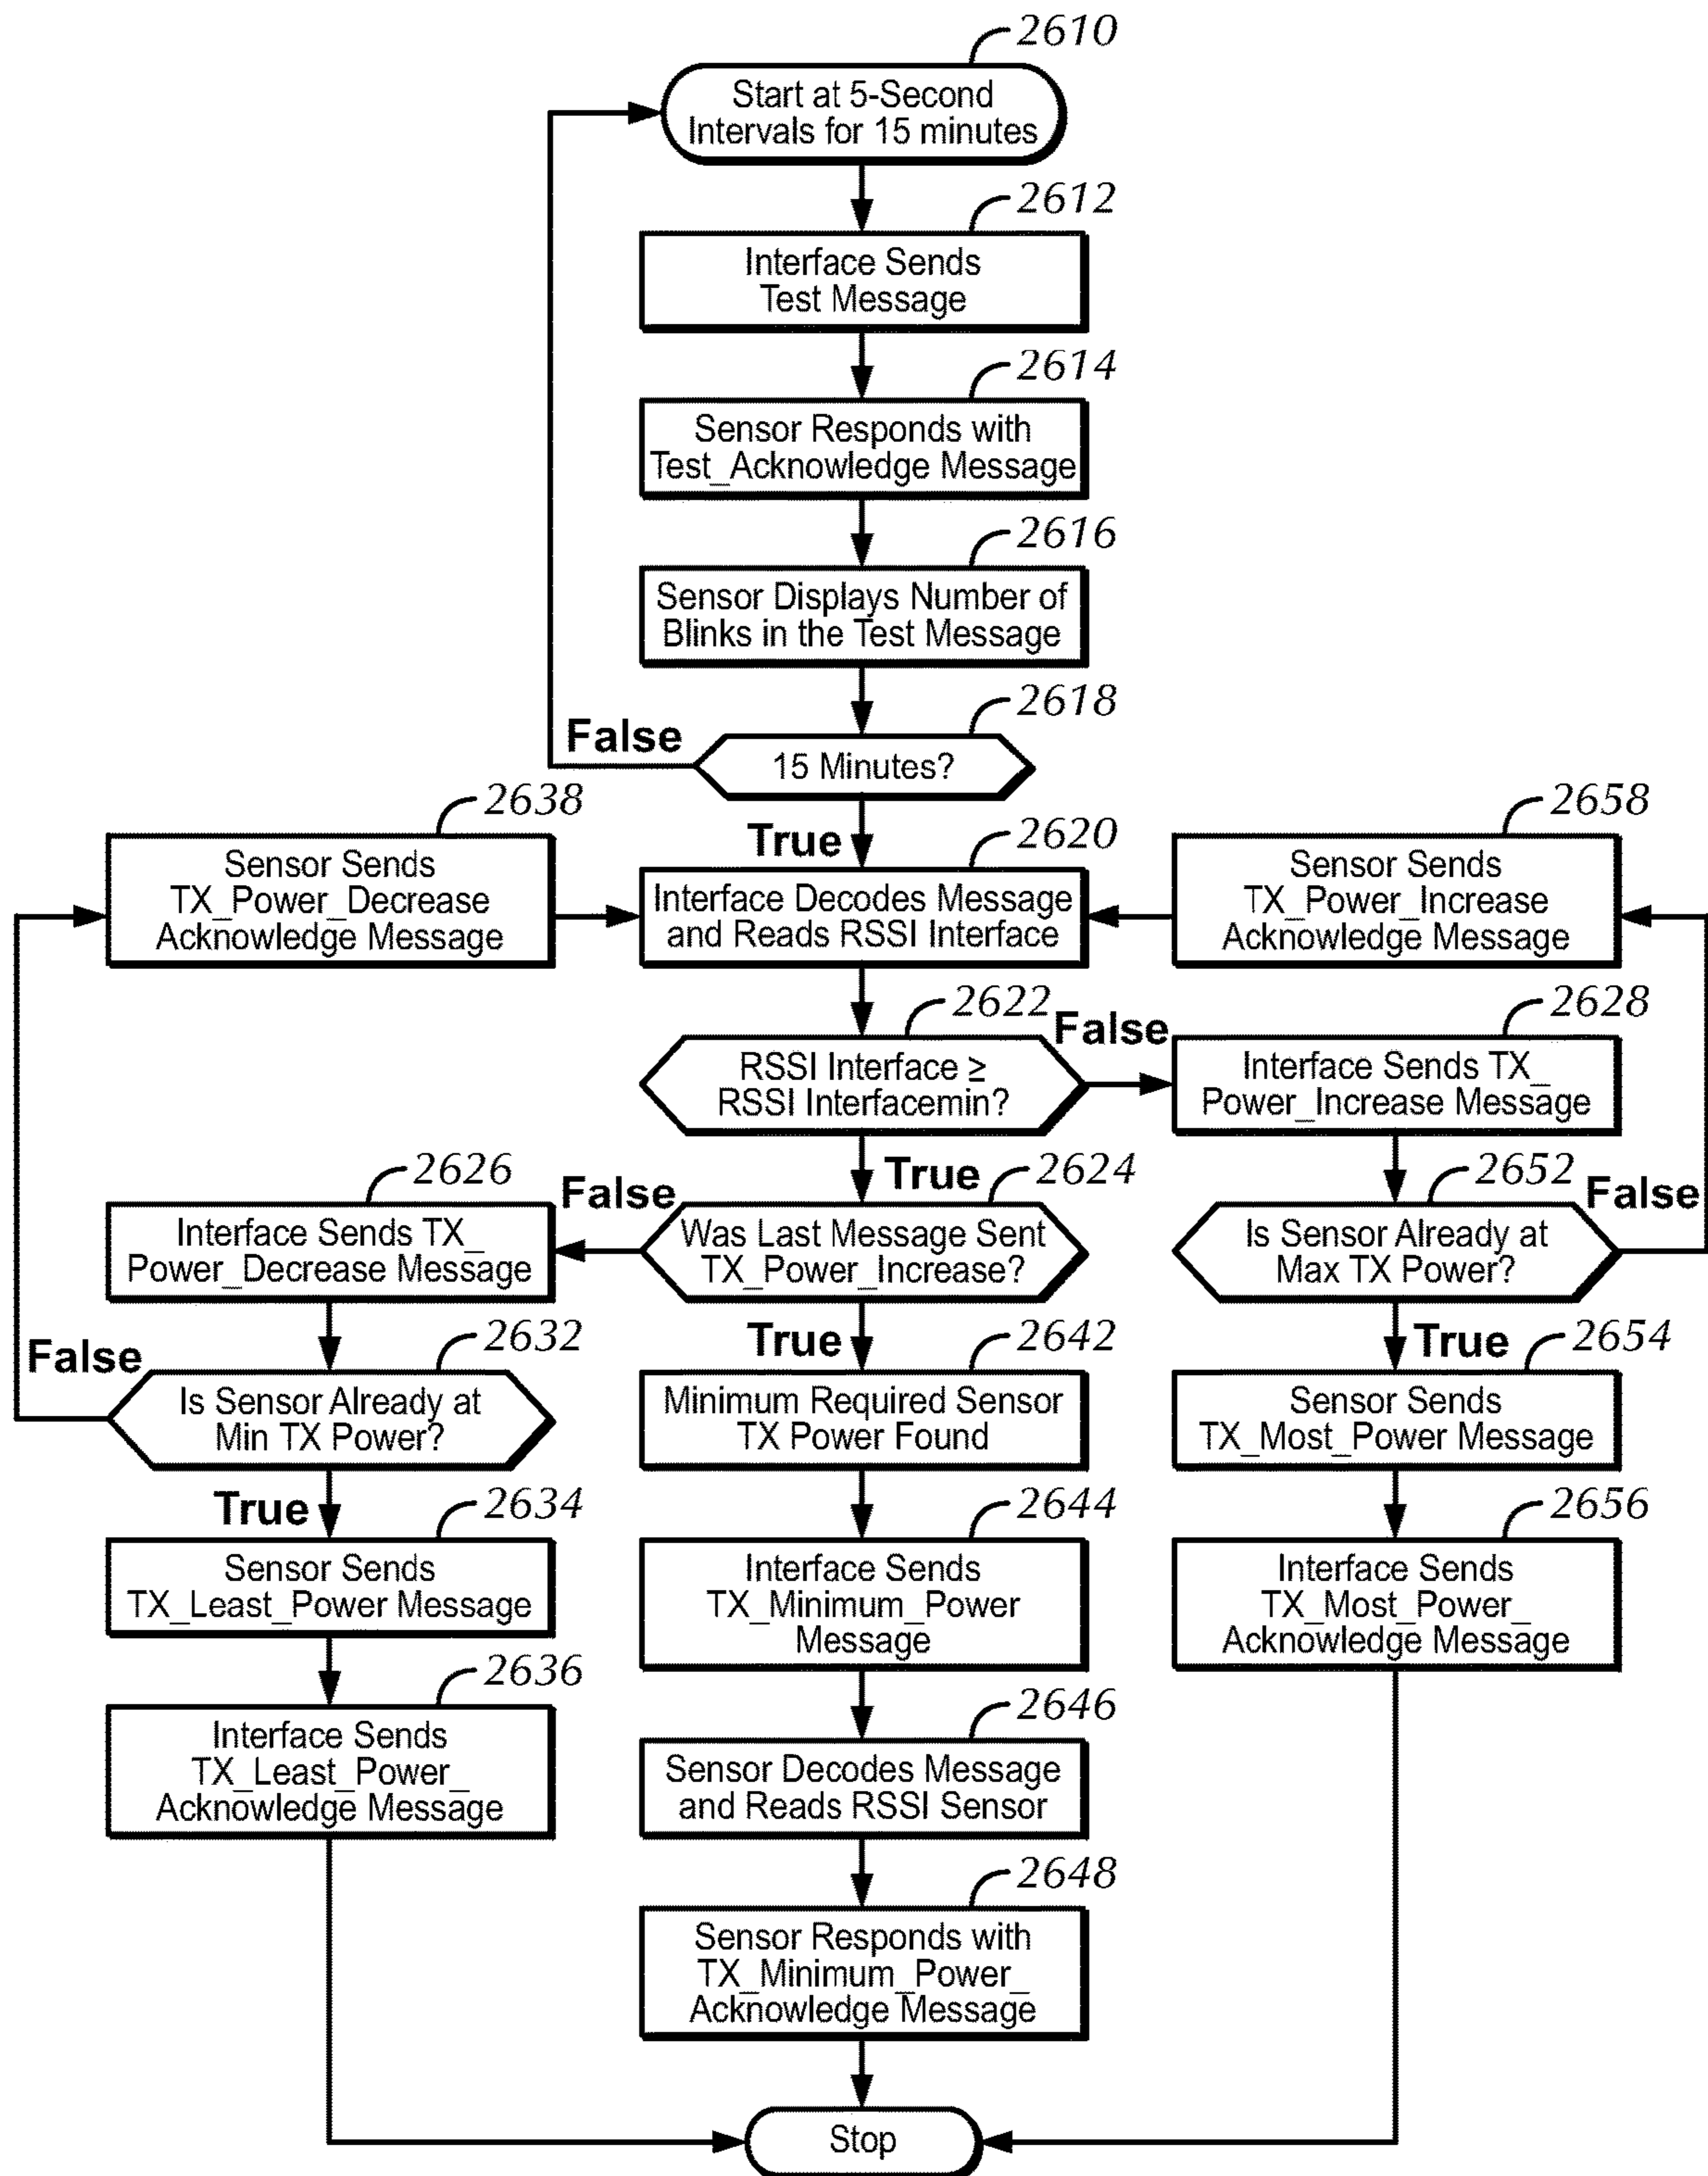 2610
Start at 5-Second
Intervals for 15 minutes
2612
Interface Sends
Test Message
2614
Sensor Responds with
Test_Acknowledge Message
2616
Sensor Displays Number of
Blinks in the Test Message
2618
False
15 Minutes?
2638
Sensor Sends
TX_Power_Decrease
Acknowledge Message
True
2620
Interface Decodes Message
and Reads RSSI Interface
2658
Sensor Sends
TX_Power_Increase
Acknowledge Message
2622
False
RSSI Interface ≥
RSSI Interfacemin?
2628
Interface Sends TX_
Power_Increase Message
2626
False
Interface Sends TX_
Power_Decrease Message
True
2624
Was Last Message Sent
TX_Power_Increase?
2652
False
Is Sensor Already at
Max TX Power?
False
2632
Is Sensor Already at
Min TX Power?
True
2642
Minimum Required Sensor
TX Power Found
True
2654
Sensor Sends
TX_Most_Power Message
True
2634
Sensor Sends
TX_Least_Power Message
2644
Interface Sends
TX_Minimum_Power
Message
2656
Interface Sends
TX_Most_Power_
Acknowledge Message
2636
Interface Sends
TX_Least_Power_
Acknowledge Message
2646
Sensor Decodes Message
and Reads RSSI Sensor
2648
Sensor Responds with
TX_Minimum_Power_
Acknowledge Message
Stop